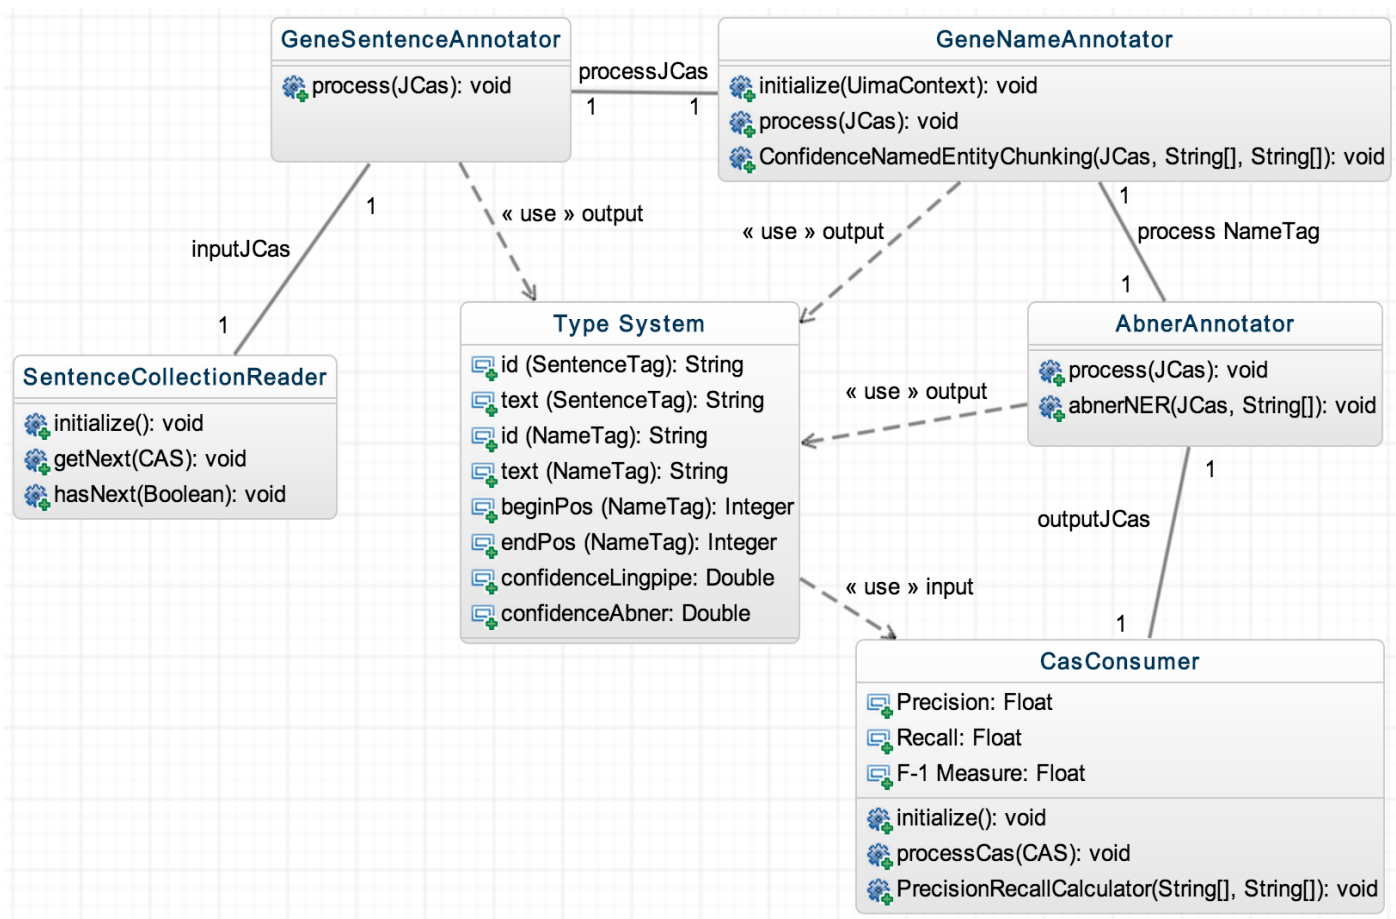 GeneSentenceAnnotator
process(JCas): void
processJCas
1
1
GeneNameAnnotator
initialize(UimaContext): void
process(JCas): void
ConfidenceNamedEntityChunking(JCas, String[], String[]): void
1
inputJCas
1
« use » output
« use » output
1
process NameTag
1
SentenceCollectionReader
initialize(): void
getNext(CAS): void
hasNext(Boolean): void
Type System
id (SentenceTag): String
text (SentenceTag): String
id (NameTag): String
text (NameTag): String
beginPos (NameTag): Integer
endPos (NameTag): Integer
confidenceLingpipe: Double
confidenceAbner: Double
« use » output
AbnerAnnotator
process(JCas): void
abnerNER(JCas, String[]): void
1
outputJCas
1
« use » input
CasConsumer
Precision: Float
Recall: Float
F-1 Measure: Float
initialize(): void
processCas(CAS): void
PrecisionRecallCalculator(String[], String[]): void